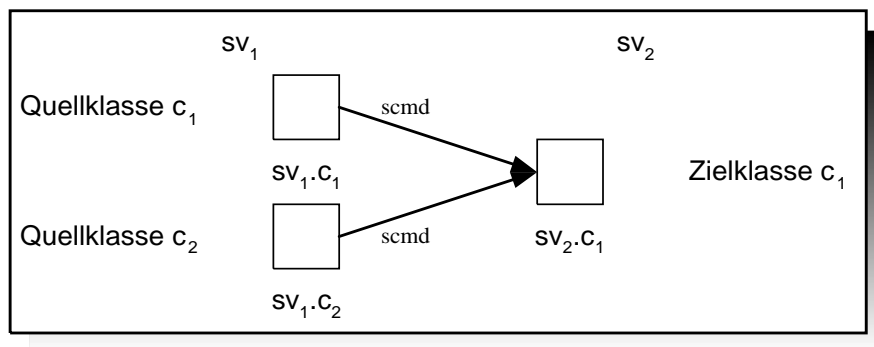 sv₁ sv₂
Quellklasse c₁
scmd
sv₁.c₁
Zielklasse c₁
Quellklasse c₂
scmd
sv₂.c₁
sv₁.c₂